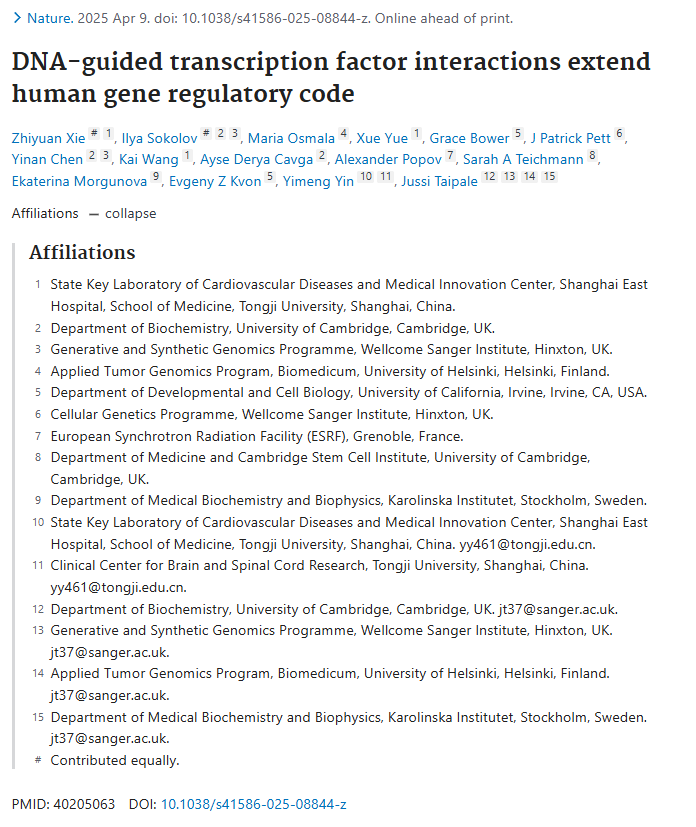 Nature. 2025 Apr 9. doi: 10.1038/s41586-025-08844-z. Online ahead of print.
DNA-guided transcription factor interactions extend
human gene regulatory code
Zhiyuan Xie # 1, Ilya Sokolov # 2 3, Maria Osmala 4, Xue Yue 1, Grace Bower 5, J Patrick Pett 6,
Yinan Chen 2 3, Kai Wang 1, Ayse Derya Cavga 2, Alexander Popov 7, Sarah A Teichmann 8,
Ekaterina Morgunova 9, Evgeny Z Kvon 5, Yimeng Yin 10 11, Jussi Taipale 12 13 14 15
Affiliations — collapse
Affiliations
1 State Key Laboratory of Cardiovascular Diseases and Medical Innovation Center, Shanghai East
Hospital, School of Medicine, Tongji University, Shanghai, China.
2 Department of Biochemistry, University of Cambridge, Cambridge, UK.
3 Generative and Synthetic Genomics Programme, Wellcome Sanger Institute, Hinxton, UK.
4 Applied Tumor Genomics Program, Biomedicum, University of Helsinki, Helsinki, Finland.
5 Department of Developmental and Cell Biology, University of California, Irvine, Irvine, CA, USA.
6 Cellular Genetics Programme, Wellcome Sanger Institute, Hinxton, UK.
7 European Synchrotron Radiation Facility (ESRF), Grenoble, France.
8 Department of Medicine and Cambridge Stem Cell Institute, University of Cambridge,
Cambridge, UK.
9 Department of Medical Biochemistry and Biophysics, Karolinska Institutet, Stockholm, Sweden.
10 State Key Laboratory of Cardiovascular Diseases and Medical Innovation Center, Shanghai East
Hospital, School of Medicine, Tongji University, Shanghai, China. yy461@tongji.edu.cn.
11 Clinical Center for Brain and Spinal Cord Research, Tongji University, Shanghai, China.
yy461@tongji.edu.cn.
12 Department of Biochemistry, University of Cambridge, Cambridge, UK. jt37@sanger.ac.uk.
13 Generative and Synthetic Genomics Programme, Wellcome Sanger Institute, Hinxton, UK.
jt37@sanger.ac.uk.
14 Applied Tumor Genomics Program, Biomedicum, University of Helsinki, Helsinki, Finland.
jt37@sanger.ac.uk.
15 Department of Medical Biochemistry and Biophysics, Karolinska Institutet, Stockholm, Sweden.
jt37@sanger.ac.uk.
# Contributed equally.
PMID: 40205063 DOI: 10.1038/s41586-025-08844-z